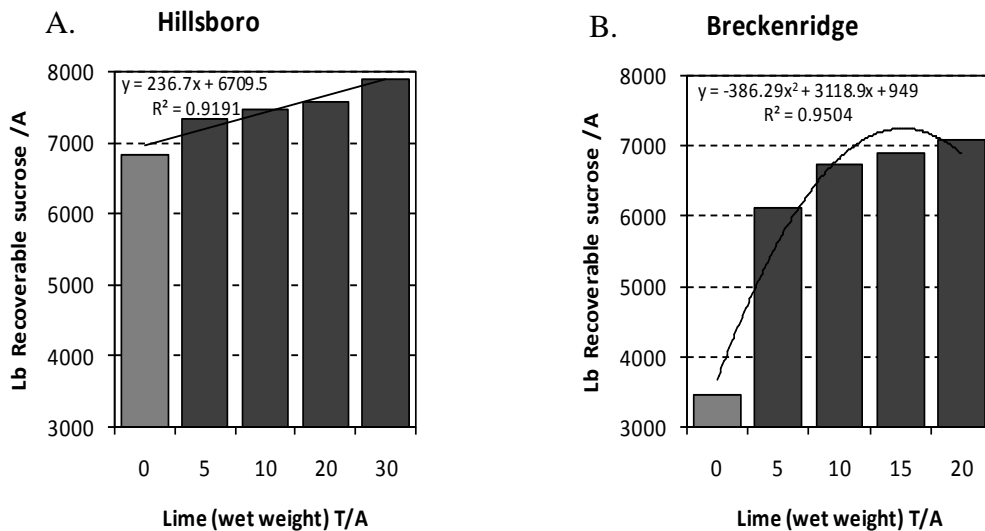 A.
Hillsboro
y = 236.7x + 6709.5
R² = 0.9191
8000
7000
6000
5000
4000
3000
Lb Recoverable sucrose /A
0 5 10 20 30
Lime (wet weight) T/A
B.
Breckenridge
y = -386.29x² + 3118.9x + 949
R² = 0.9504
8000
7000
6000
5000
4000
3000
Lb Recoverable sucrose /A
0 5 10 15 20
Lime (wet weight) T/A